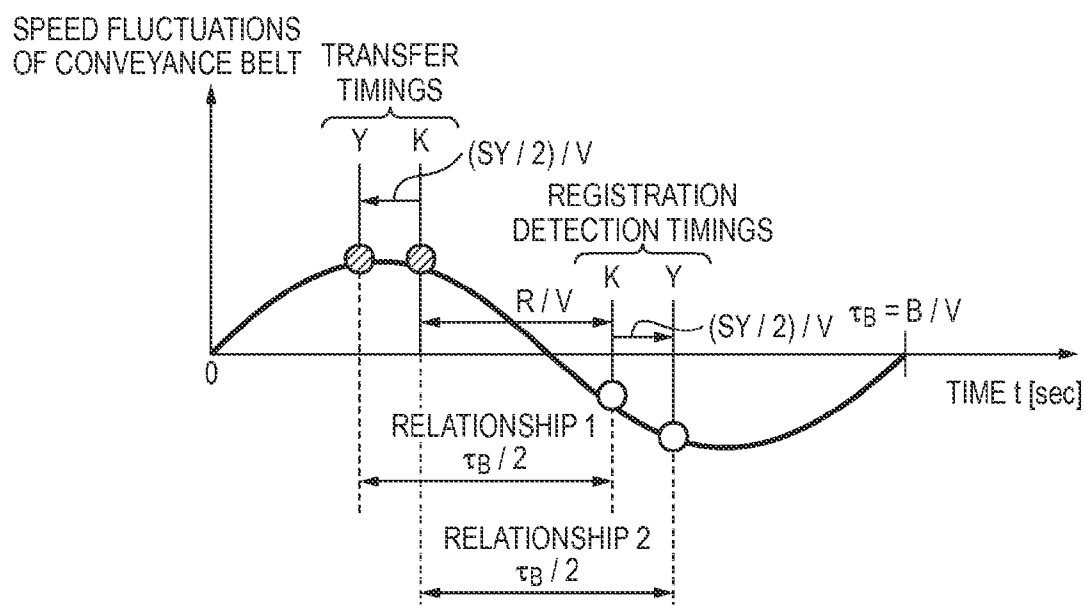 SPEED FLUCTUATIONS
OF CONVEYANCE BELT
TRANSFER
TIMINGS
Y K
(SY / 2) / V
REGISTRATION
DETECTION TIMINGS
K Y
R / V
(SY / 2) / V
τB = B / V
0
TIME t [sec]
RELATIONSHIP 1
τB / 2
RELATIONSHIP 2
τB / 2